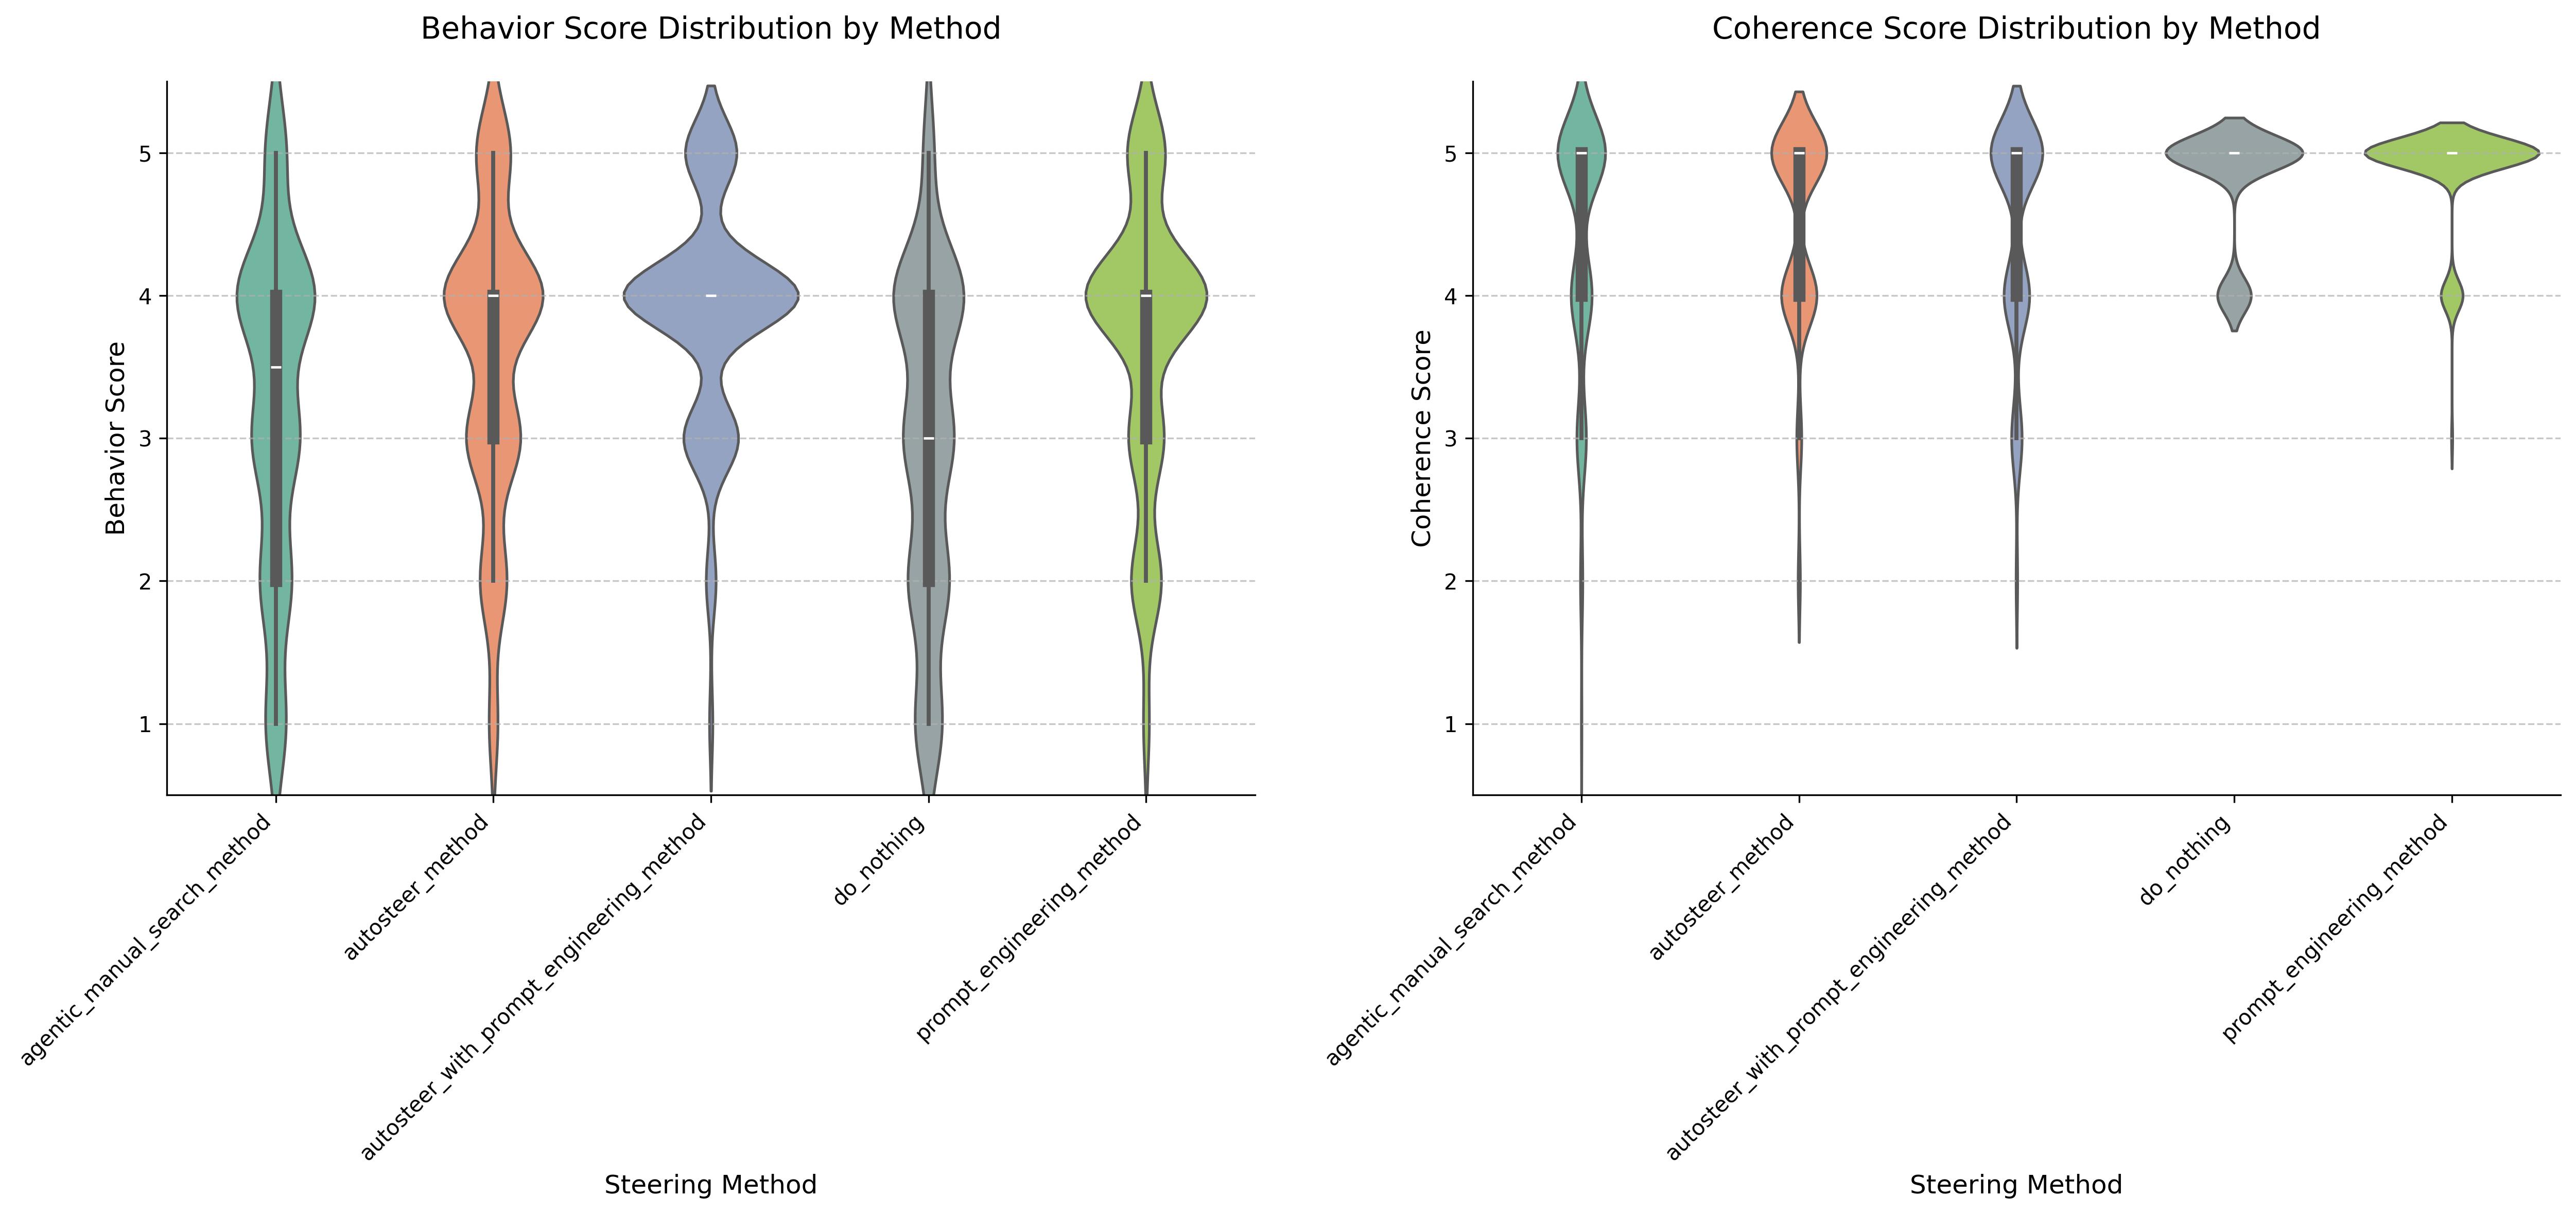 Behavior Score Distribution by Method
Behavior Score
5
4
3
2
1
agentic_manual_search_method
autosteer_method
autosteer_with_prompt_engineering_method
do_nothing
prompt_engineering_method
Steering Method
Coherence Score Distribution by Method
Coherence Score
5
4
3
2
1
agentic_manual_search_method
autosteer_method
autosteer_with_prompt_engineering_method
do_nothing
prompt_engineering_method
Steering Method